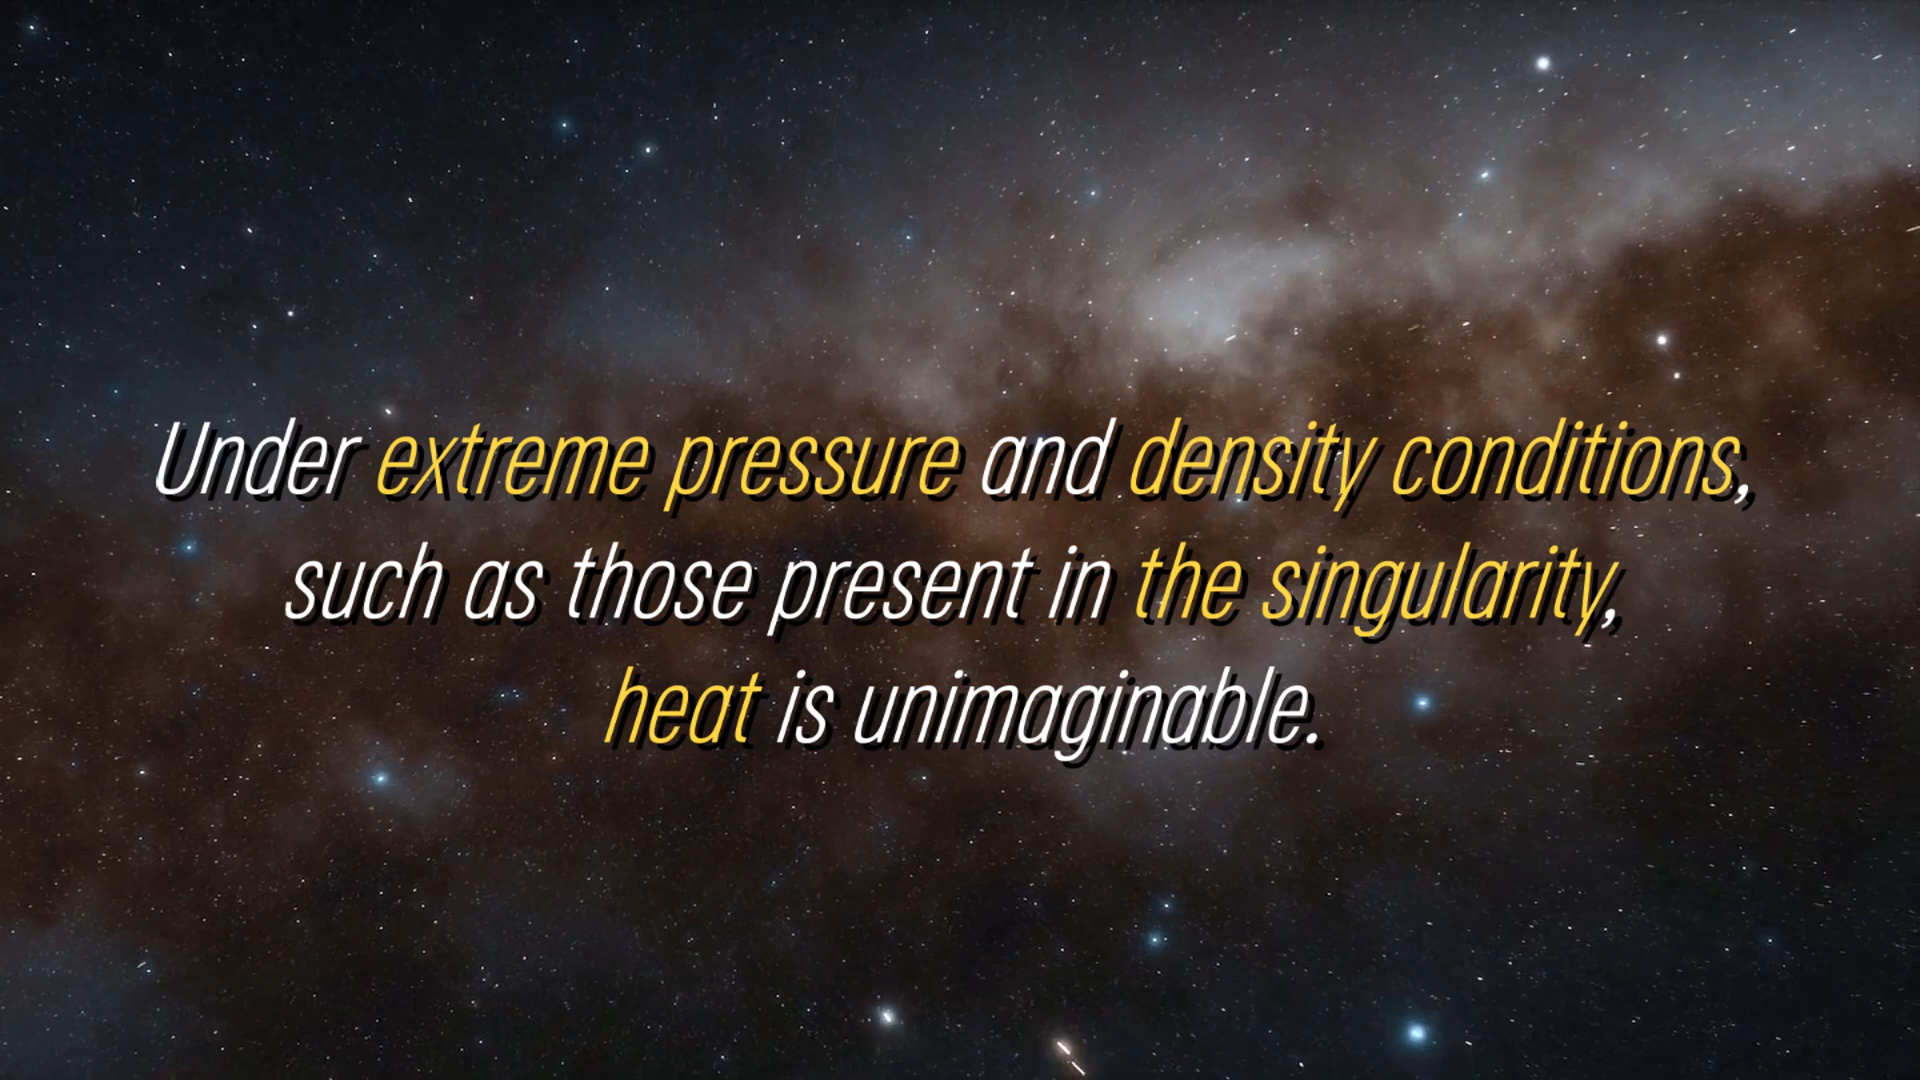 Under extreme pressure and density conditions,
such as those present in the singularity,
heat is unimaginable.